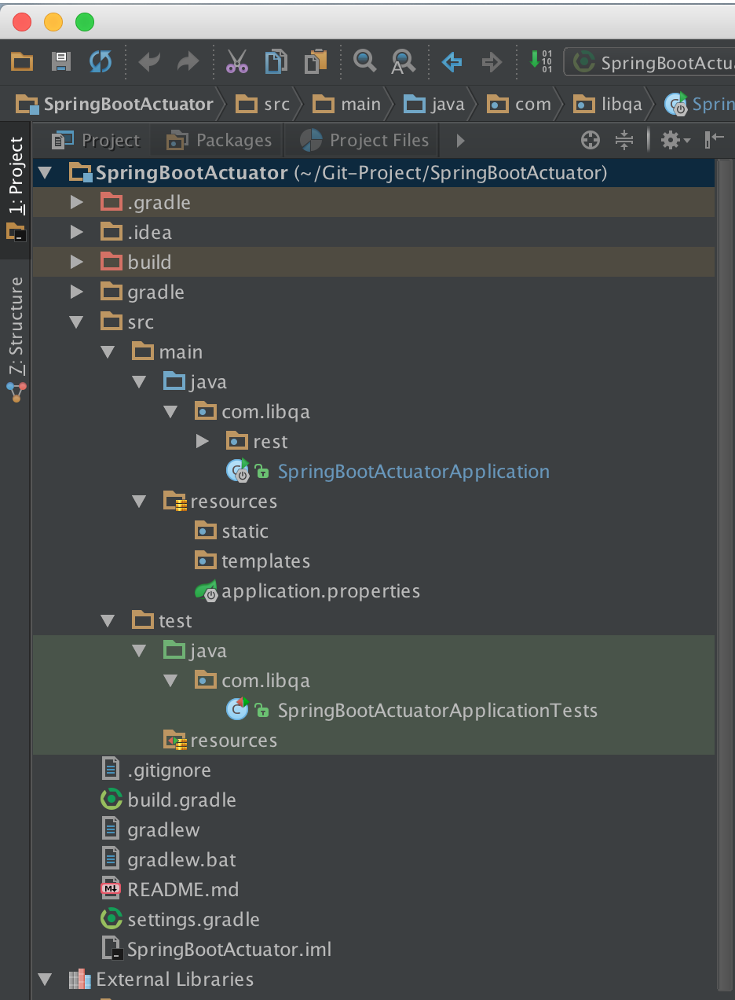 SpringBootActua
SpringBootActuator src main java com libqa Sprin
Project Packages Project Files
1: Project
7: Structure
SpringBootActuator (~/Git-Project/SpringBootActuator)
.gradle
.idea
build
gradle
src
main
java
com.libqa
rest
SpringBootActuatorApplication
resources
static
templates
application.properties
test
java
com.libqa
SpringBootActuatorApplicationTests
resources
.gitignore
build.gradle
gradlew
gradlew.bat
README.md
settings.gradle
SpringBootActuator.iml
External Libraries